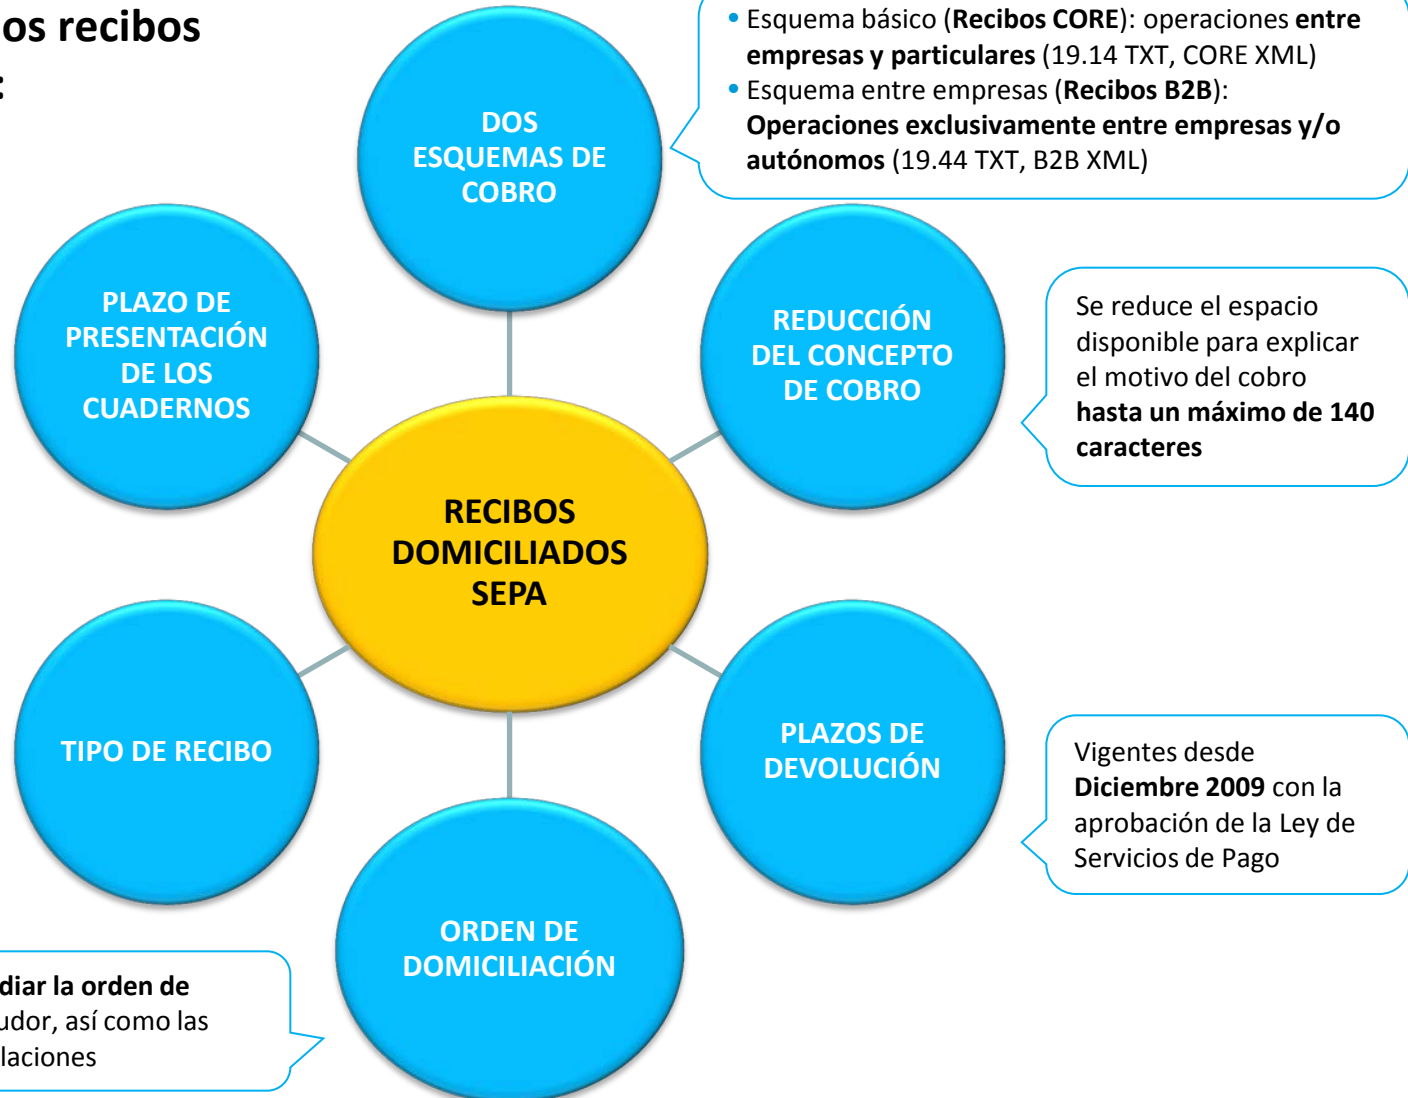 os recibos
:
• Esquema básico (Recibos CORE): operaciones entre
empresas y particulares (19.14 TXT, CORE XML)
• Esquema entre empresas (Recibos B2B):
Operaciones exclusivamente entre empresas y/o
autónomos (19.44 TXT, B2B XML)
DOS
ESQUEMAS DE
COBRO
PLAZO DE
PRESENTACIÓN
DE LOS
CUADERNOS
REDUCCIÓN
DEL CONCEPTO
DE COBRO
Se reduce el espacio
disponible para explicar
el motivo del cobro
hasta un máximo de 140
caracteres
RECIBOS
DOMICILIADOS
SEPA
TIPO DE RECIBO
PLAZOS DE
DEVOLUCIÓN
Vigentes desde
Diciembre 2009 con la
aprobación de la Ley de
Servicios de Pago
ORDEN DE
DOMICILIACIÓN
diar la orden de
udor, así como las
laciones